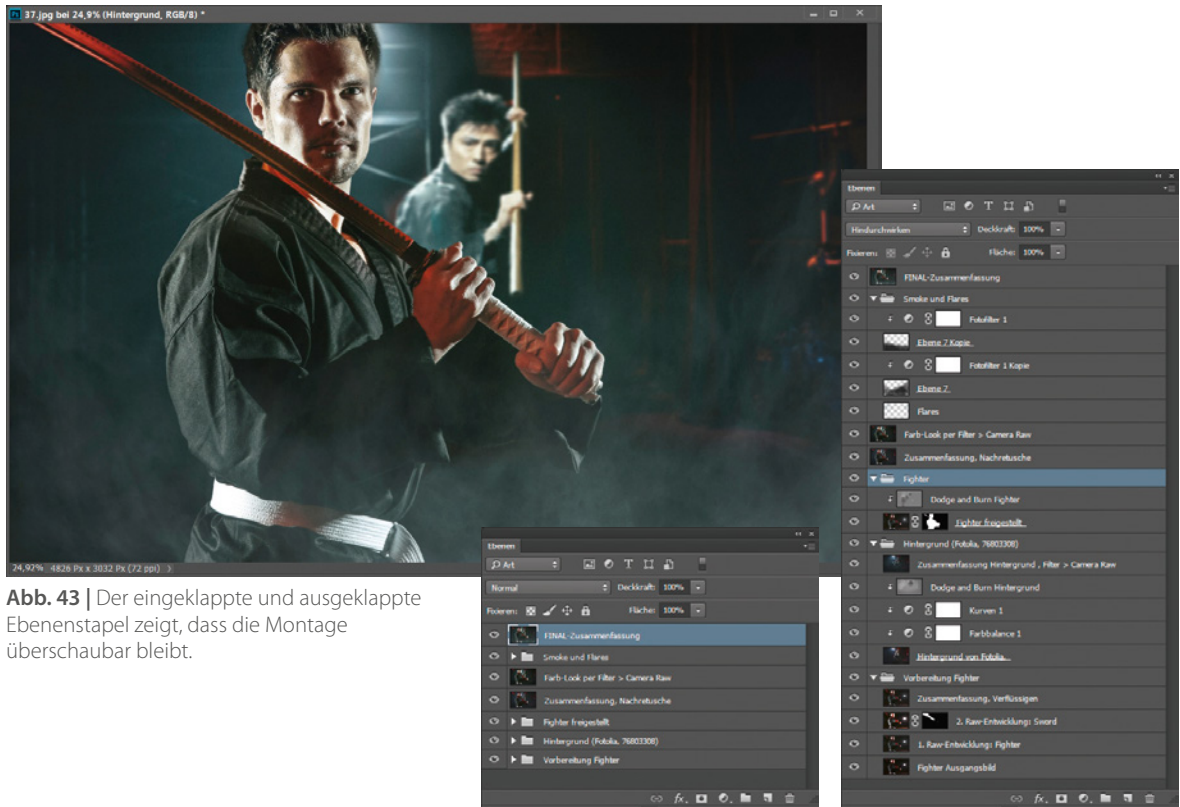 37.jpg bei 24,9% (Hintergrund, RGB/8) *
24,92% 4826 Px x 3032 Px (72 ppi)
Abb. 43 | Der eingeklappte und ausgeklappte
Ebenenstapel zeigt, dass die Montage
überschaubar bleibt.
Ebenen
Art
Normal Deckkraft: 100%
Fixieren: Fläche: 100%
FINAL-Zusammenfassung
Smoke und Flares
Farb-Look per Filter > Camera Raw
Zusammenfassung, Nachretusche
Fighter freigestellt
Hintergrund (Fotolia, 76803308)
Vorbereitung Fighter
fx
Ebenen
Art
Hindurchwirken Deckkraft: 100%
Fixieren: Fläche: 100%
FINAL-Zusammenfassung
Smoke und Flares
Fotofilter 1
Ebene 7 Kopie
Fotofilter 1 Kopie
Ebene 7
Flares
Farb-Look per Filter > Camera Raw
Zusammenfassung, Nachretusche
Fighter
Dodge and Burn Fighter
Fighter freigestellt
Hintergrund (Fotolia, 76803308)
Zusammenfassung Hintergrund , Filter > Camera Raw
Dodge and Burn Hintergrund
Kurven 1
Farbbalance 1
Hintergrund von Fotolia.
Vorbereitung Fighter
Zusammenfassung, Verflüssigen
2. Raw-Entwicklung: Sword
1. Raw-Entwicklung: Fighter
Fighter Ausgangsbild
fx